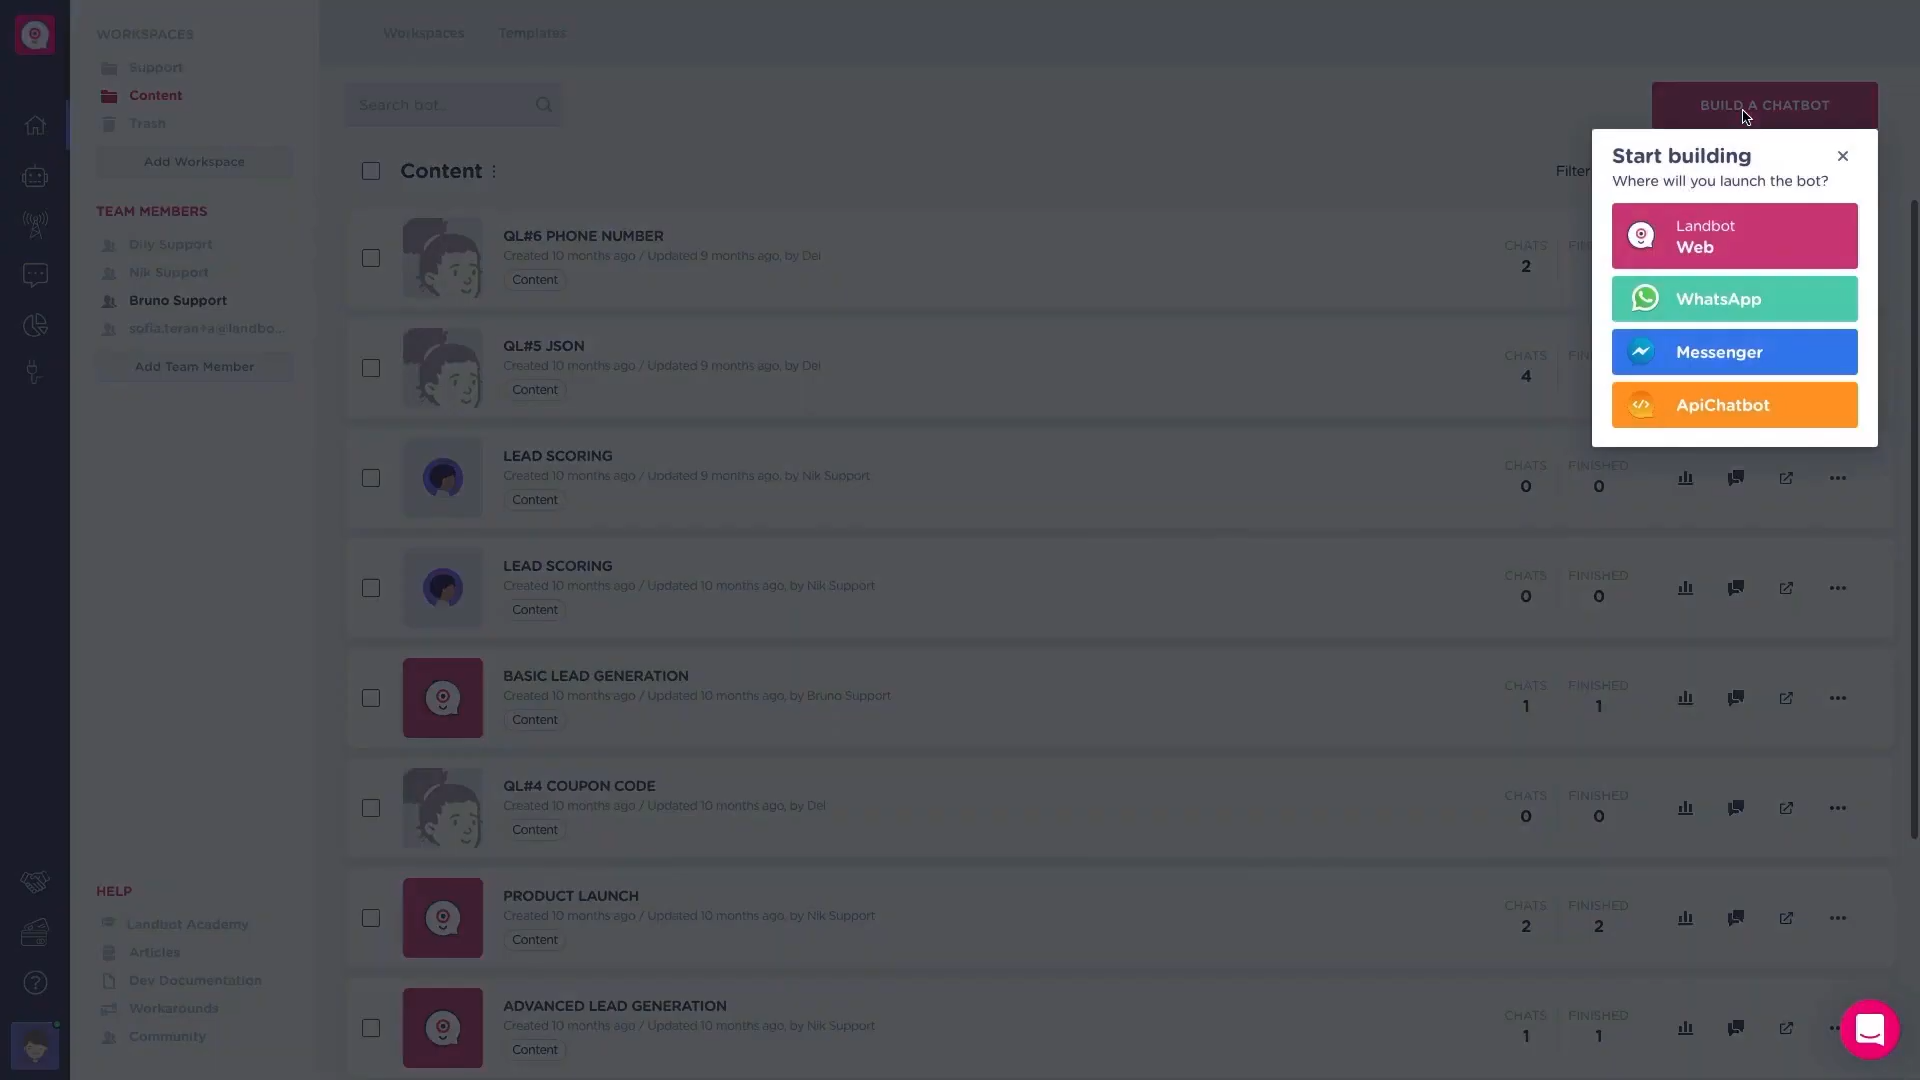 WORKSPACES
Support
Content
Trash
Add Workspace
TEAM MEMBERS
Dily Support
Nik Support
Bruno Support
Add Team Member
HELP
Landbot Academy
Articles
Dev Documentation
Workarounds
Community
Workspaces
Templates
Search bot...
BUILD A CHATBOT
Content
Filter
Start building
Where will you launch the bot?
Landbot
Web
WhatsApp
Messenger
ApiChatbot
QL#6 PHONE NUMBER
Created 10 months ago / Updated 9 months ago, by Dei
Content
CHATS
2
QL#5 JSON
Created 10 months ago / Updated 9 months ago, by Dei
Content
CHATS
4
LEAD SCORING
Created 10 months ago / Updated 9 months ago, by Nik Support
Content
CHATS FINISHED
0 0
LEAD SCORING
Created 10 months ago / Updated 10 months ago, by Nik Support
Content
CHATS FINISHED
0 0
BASIC LEAD GENERATION
Created 10 months ago / Updated 10 months ago, by Bruno Support
Content
CHATS FINISHED
1 1
QL#4 COUPON CODE
Created 10 months ago / Updated 10 months ago, by Dei
Content
CHATS FINISHED
0 0
PRODUCT LAUNCH
Created 10 months ago / Updated 10 months ago, by Nik Support
Content
CHATS FINISHED
2 2
ADVANCED LEAD GENERATION
Created 10 months ago / Updated 10 months ago, by Nik Support
Content
CHATS FINISHED
1 1